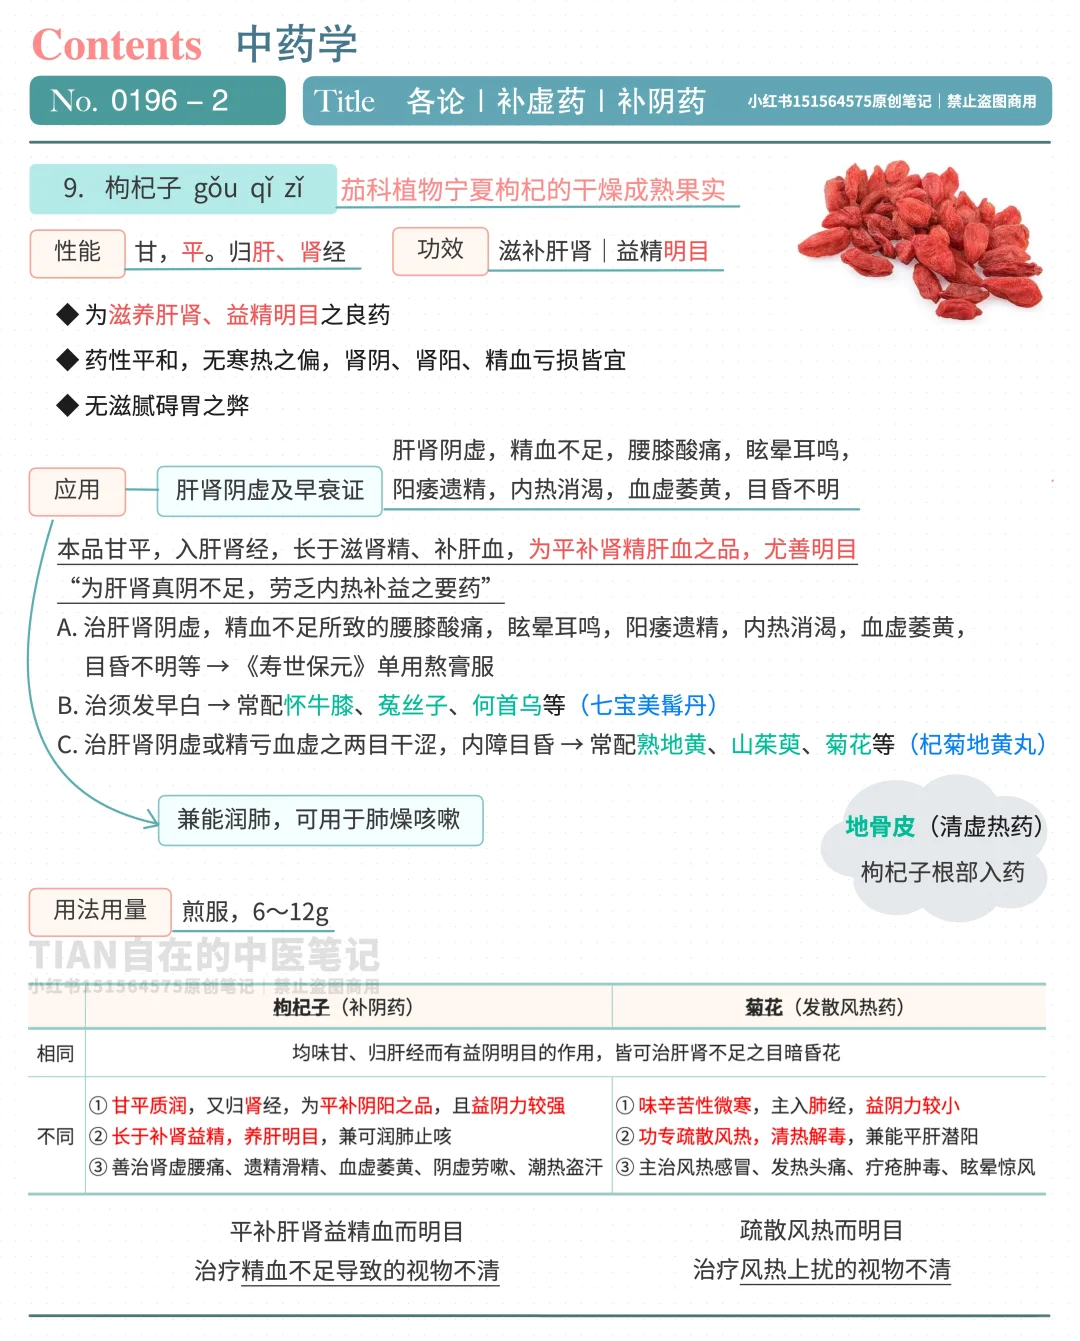 Contents 中药学
No. 0196 – 2
Title 各论丨补虚药丨补阴药 小红书151564575原创笔记｜禁止盗图商用
9. 枸杞子 gǒu qǐ zǐ 茄科植物宁夏枸杞的干燥成熟果实
性能 甘，平。归肝、肾经 功效 滋补肝肾｜益精明目
◆ 为滋养肝肾、益精明目之良药
◆ 药性平和，无寒热之偏，肾阴、肾阳、精血亏损皆宜
◆ 无滋腻碍胃之弊
应用 肝肾阴虚及早衰证
肝肾阴虚，精血不足，腰膝酸痛，眩晕耳鸣，
阳痿遗精，内热消渴，血虚萎黄，目昏不明
本品甘平，入肝肾经，长于滋肾精、补肝血，为平补肾精肝血之品，尤善明目
“为肝肾真阴不足，劳乏内热补益之要药”
A. 治肝肾阴虚，精血不足所致的腰膝酸痛，眩晕耳鸣，阳痿遗精，内热消渴，血虚萎黄，
目昏不明等 → 《寿世保元》单用熬膏服
B. 治须发早白 → 常配怀牛膝、菟丝子、何首乌等（七宝美髯丹）
C. 治肝肾阴虚或精亏血虚之两目干涩，内障目昏 → 常配熟地黄、山茱萸、菊花等（杞菊地黄丸）
兼能润肺，可用于肺燥咳嗽
地骨皮（清虚热药）
枸杞子根部入药
用法用量 煎服，6～12g
TIAN自在的中医笔记
小红书151564575原创笔记｜禁止盗图商用
枸杞子（补阴药） 菊花（发散风热药）
相同 均味甘、归肝经而有益阴明目的作用，皆可治肝肾不足之目暗昏花
不同
① 甘平质润，又归肾经，为平补阴阳之品，且益阴力较强
② 长于补肾益精，养肝明目，兼可润肺止咳
③ 善治肾虚腰痛、遗精滑精、血虚萎黄、阴虚劳嗽、潮热盗汗
① 味辛苦性微寒，主入肺经，益阴力较小
② 功专疏散风热，清热解毒，兼能平肝潜阳
③ 主治风热感冒、发热头痛、疔疮肿毒、眩晕惊风
平补肝肾益精血而明目
治疗精血不足导致的视物不清
疏散风热而明目
治疗风热上扰的视物不清